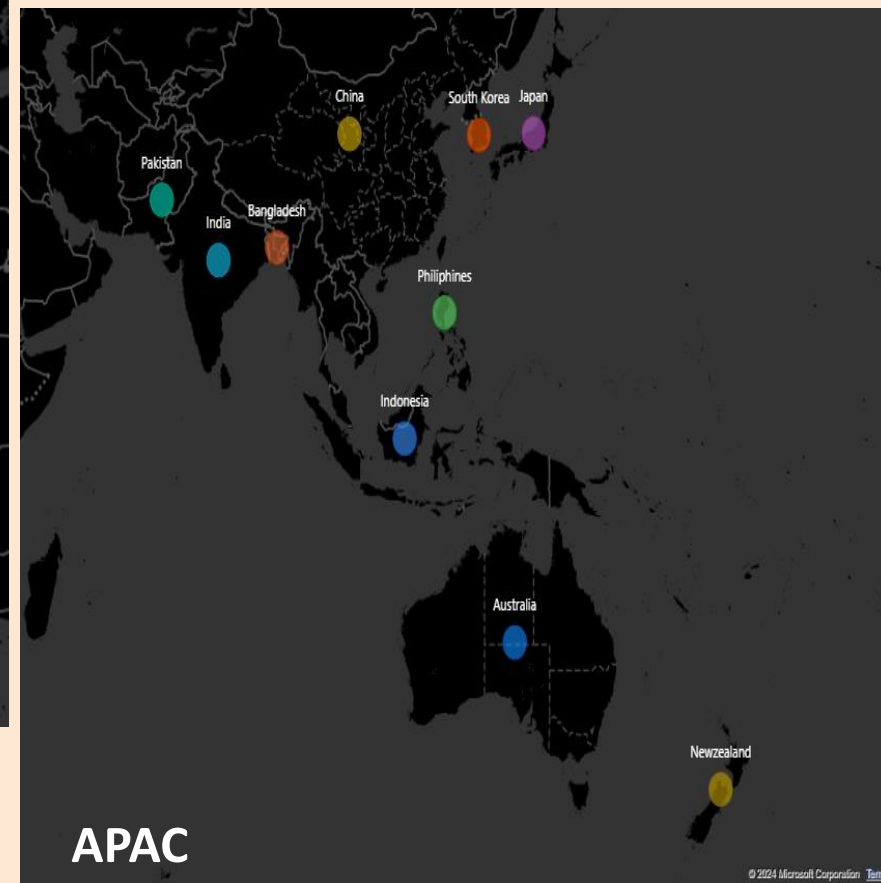 China
South Korea
Japan
Pakistan
Bangladesh
India
Philiphines
Indonesia
Australia
Newzealand
APAC
© 2024 Microsoft Corporation